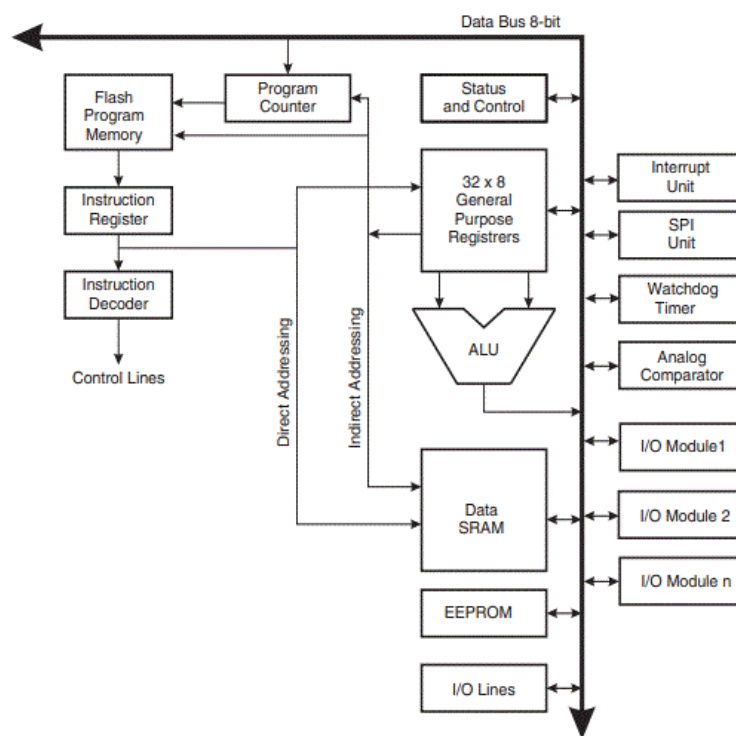 Data Bus 8-bit
Flash
Program
Memory
Program
Counter
Status
and Control
Instruction
Register
32 x 8
General
Purpose
Registrers
Interrupt
Unit
SPI
Unit
Instruction
Decoder
Watchdog
Timer
Control Lines
Direct Addressing
Indirect Addressing
ALU
Analog
Comparator
I/O Module1
Data
SRAM
I/O Module 2
I/O Module n
EEPROM
I/O Lines